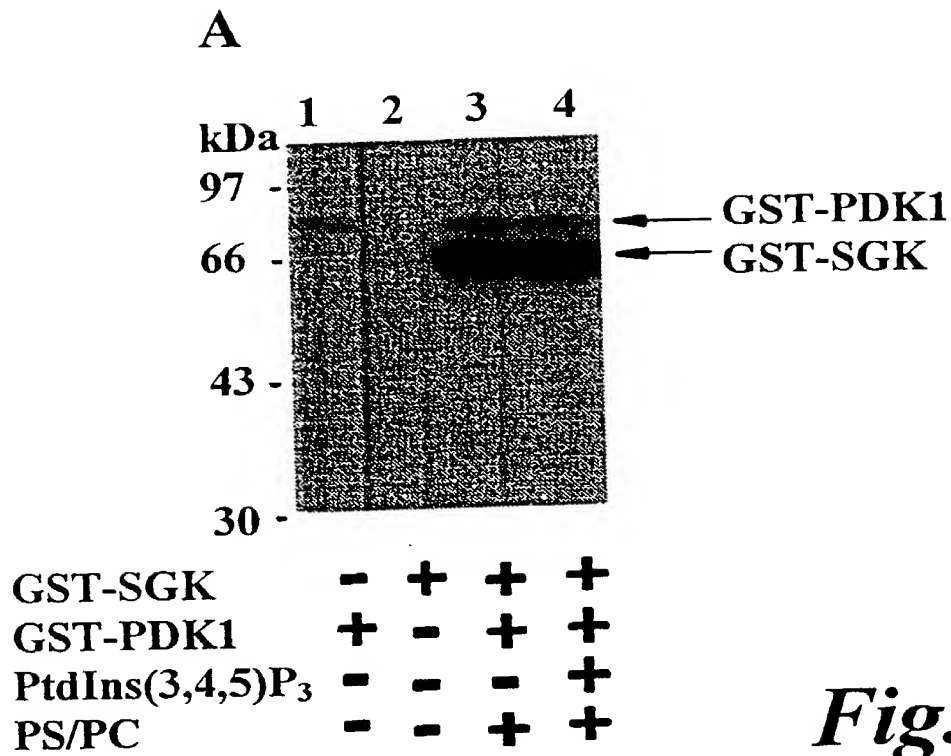 A
1 2 3 4
kDa
97 -
66 -
43 -
30 -
GST-PDK1
GST-SGK
GST-SGK - + + +
GST-PDK1 + - + +
PtdIns(3,4,5)P₃ - - - +
PS/PC - - + +
Fig.